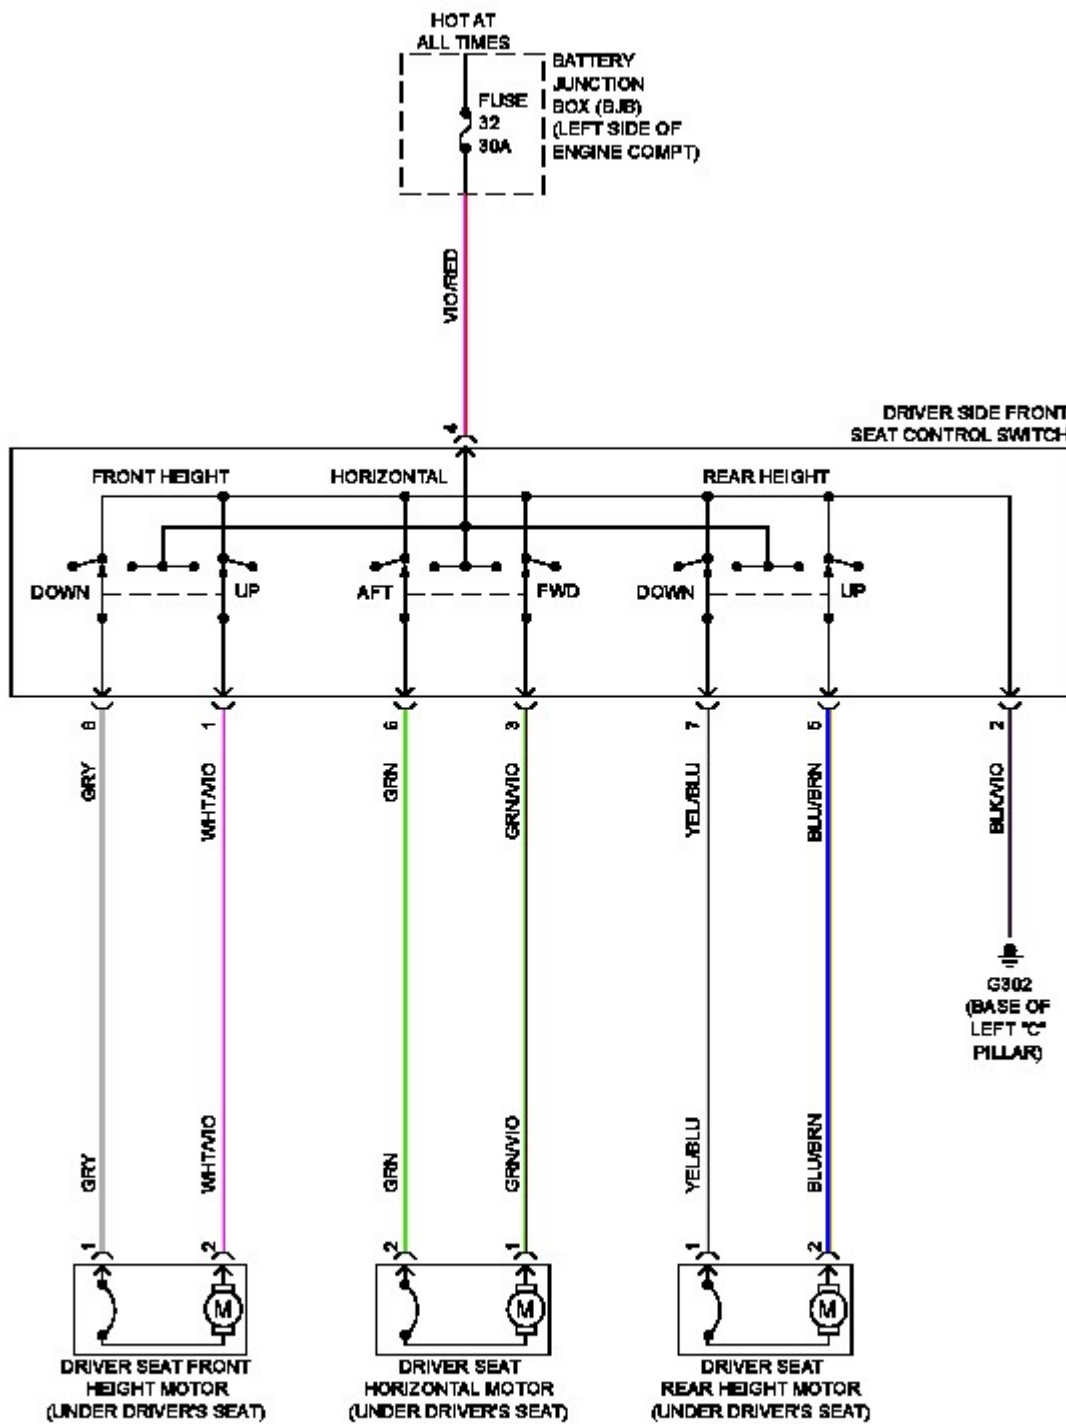 HOT AT
ALL TIMES
BATTERY
JUNCTION
BOX (BJB)
(LEFT SIDE OF
ENGINE COMPT)
FUSE
32
30A
VIO/RED
4
DRIVER SIDE FRONT
SEAT CONTROL SWITCH
FRONT HEIGHT
HORIZONTAL
REAR HEIGHT
DOWN
UP
AFT
FWD
DOWN
UP
1
3
7
5
2
GRY
WHT/VIO
GRN
GRN/VIO
YEL/BLU
BLU/BRN
BLK/VIO
G302
(BASE OF
LEFT "C"
PILLAR)
GRY
WHT/VIO
GRN
GRN/VIO
YEL/BLU
BLU/BRN
1
2
2
1
1
2
M
M
M
DRIVER SEAT FRONT
HEIGHT MOTOR
(UNDER DRIVER'S SEAT)
DRIVER SEAT
HORIZONTAL MOTOR
(UNDER DRIVER'S SEAT)
DRIVER SEAT
REAR HEIGHT MOTOR
(UNDER DRIVER'S SEAT)